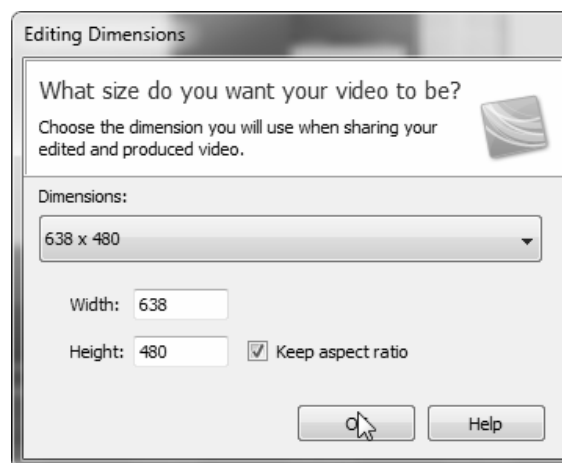 Editing Dimensions
What size do you want your video to be?
Choose the dimension you will use when sharing your
edited and produced video.
Dimensions:
638 x 480
Width: 638
Height: 480 Keep aspect ratio
Help